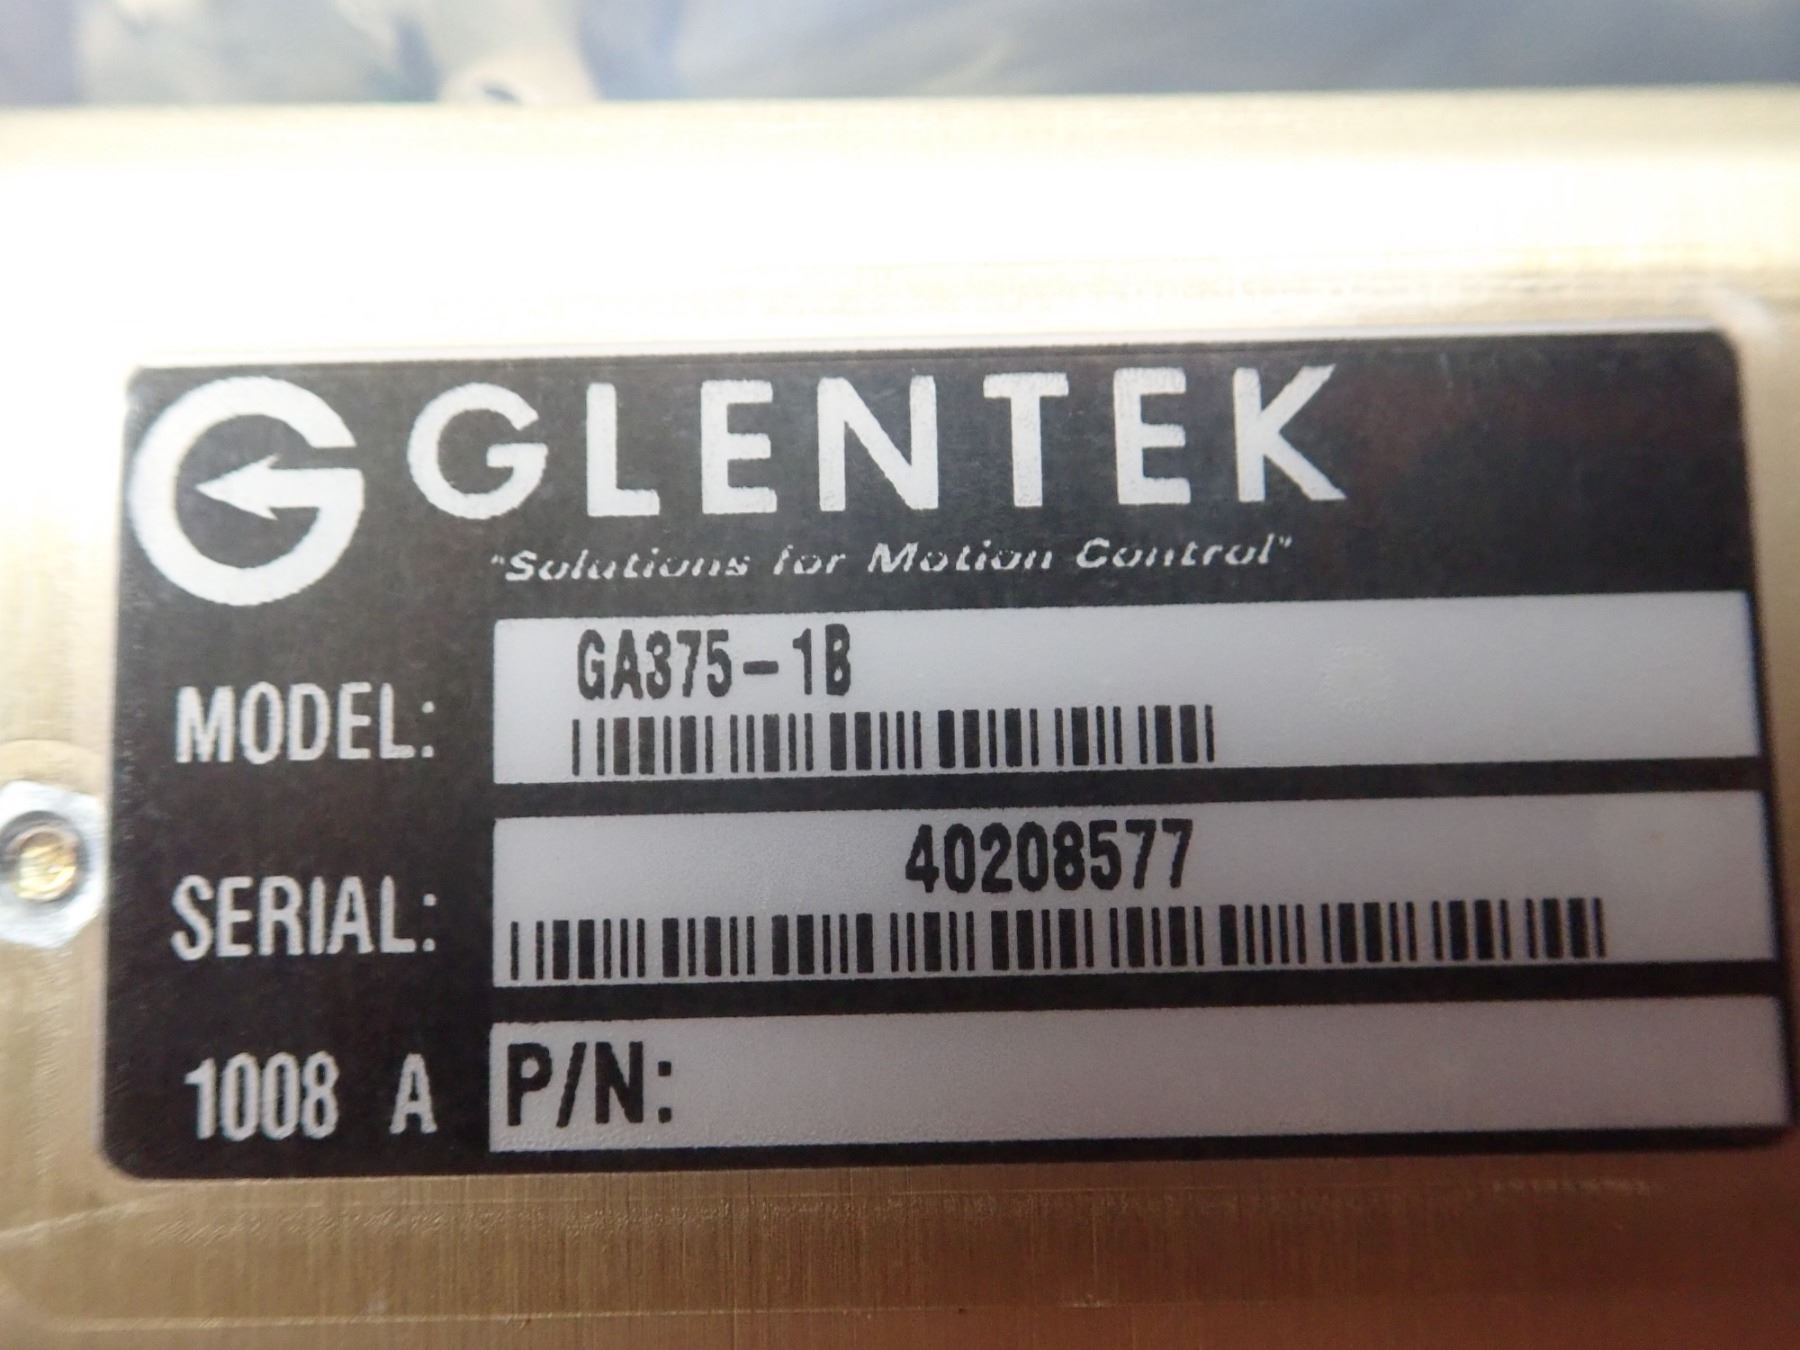 GLENTEK
"Solutions for Motion Control"
MODEL: GA375-1B
SERIAL: 40208577
1008 A P/N: